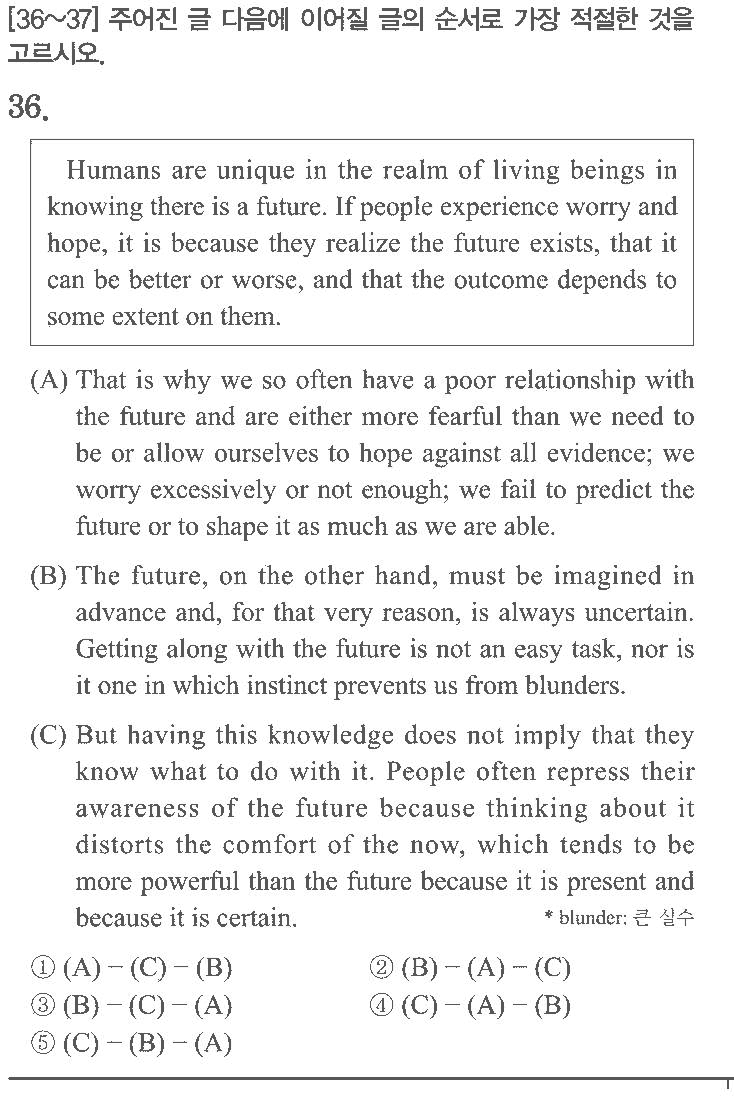 [36~37] 주어진 글 다음에 이어질 글의 순서로 가장 적절한 것을
고르시오.
36.
Humans are unique in the realm of living beings in
knowing there is a future. If people experience worry and
hope, it is because they realize the future exists, that it
can be better or worse, and that the outcome depends to
some extent on them.
(A) That is why we so often have a poor relationship with
the future and are either more fearful than we need to
be or allow ourselves to hope against all evidence; we
worry excessively or not enough; we fail to predict the
future or to shape it as much as we are able.
(B) The future, on the other hand, must be imagined in
advance and, for that very reason, is always uncertain.
Getting along with the future is not an easy task, nor is
it one in which instinct prevents us from blunders.
(C) But having this knowledge does not imply that they
know what to do with it. People often repress their
awareness of the future because thinking about it
distorts the comfort of the now, which tends to be
more powerful than the future because it is present and
because it is certain.
* blunder: 큰 실수
① (A) - (C) - (B)
② (B) - (A) - (C)
③ (B) - (C) - (A)
④ (C) - (A) - (B)
⑤ (C) - (B) - (A)